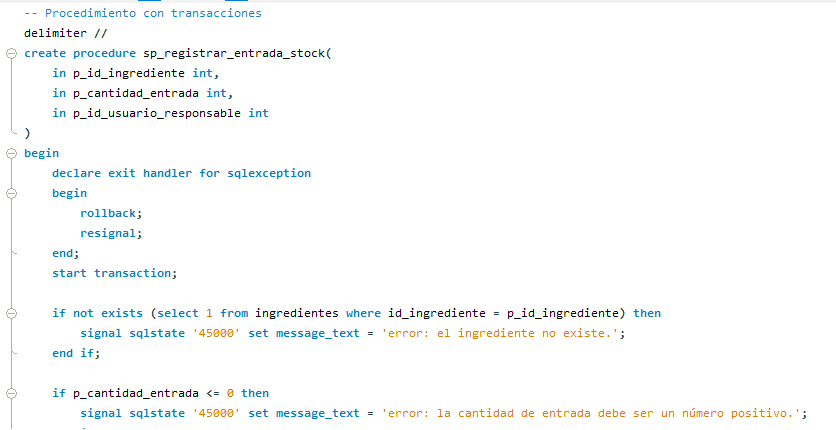 -- Procedimiento con transacciones
delimiter //
create procedure sp_registrar_entrada_stock(
    in p_id_ingrediente int,
    in p_cantidad_entrada int,
    in p_id_usuario_responsable int
)
begin
    declare exit handler for sqlexception
    begin
        rollback;
        resignal;
    end;
    start transaction;

    if not exists (select 1 from ingredientes where id_ingrediente = p_id_ingrediente) then
        signal sqlstate '45000' set message_text = 'error: el ingrediente no existe.';
    end if;

    if p_cantidad_entrada <= 0 then
        signal sqlstate '45000' set message_text = 'error: la cantidad de entrada debe ser un número positivo.';